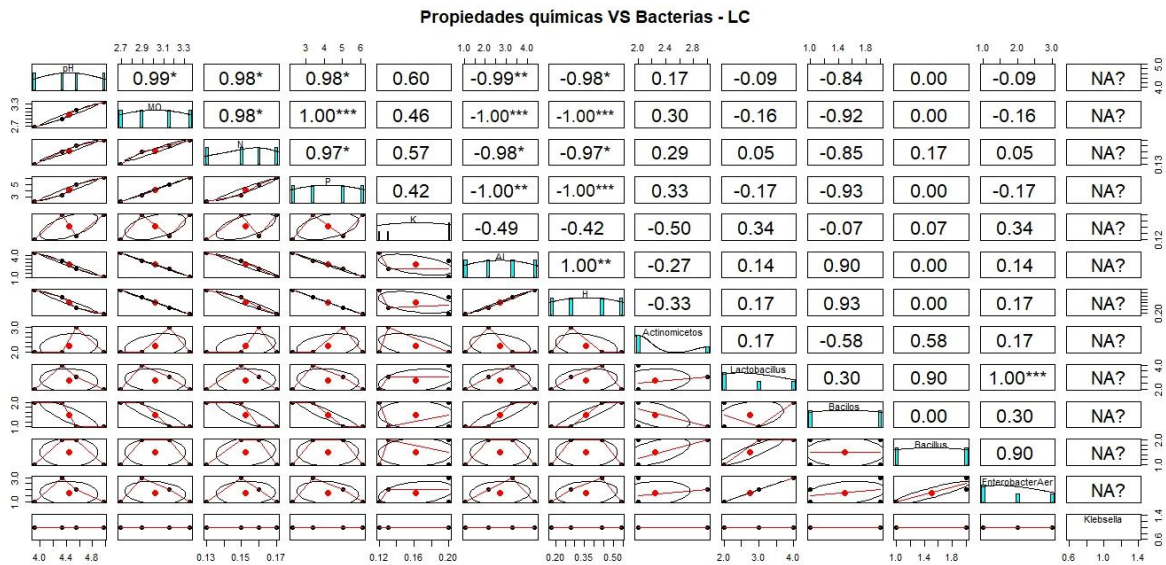 Propiedades químicas VS Bacterias - LC
2.7 2.9 3.1 3.3 3 4 5 6 1.0 2.0 3.0 4.0 2.0 2.4 2.8 1.0 1.4 1.8 1.0 2.0 3.0
pH 0.99* 0.98* 0.98* 0.60 -0.99** -0.98* 0.17 -0.09 -0.84 0.00 -0.09 NA? 4.0 5.0
2.7 3.3 MO 0.98* 1.00*** 0.46 -1.00*** -1.00*** 0.30 -0.16 -0.92 0.00 -0.16 NA?
N 0.97* 0.57 -0.98* -0.97* 0.29 0.05 -0.85 0.17 0.05 NA? 0.13
3 5 P 0.42 -1.00** -1.00*** 0.33 -0.17 -0.93 0.00 -0.17 NA?
K -0.49 -0.42 -0.50 0.34 -0.07 0.07 0.34 NA? 0.12
1.0 4.0 Al 1.00** -0.27 0.14 0.90 0.00 0.14 NA?
H -0.33 0.17 0.93 0.00 0.17 NA? 0.20
2.0 3.0 Actinomicetos 0.17 -0.58 0.58 0.17 NA?
Lactobacillus 0.30 0.90 1.00*** NA? 2.0 4.0
1.0 2.0 Bacilos 0.00 0.30 NA?
Bacillus 0.90 NA? 1.0 2.0
1.0 3.0 EnterobacterAer NA?
Klebsella 0.6 1.4
4.0 4.4 4.8 0.13 0.15 0.17 0.12 0.16 0.20 0.20 0.35 0.50 2.0 3.0 4.0 1.0 1.4 1.8 0.6 1.0 1.4